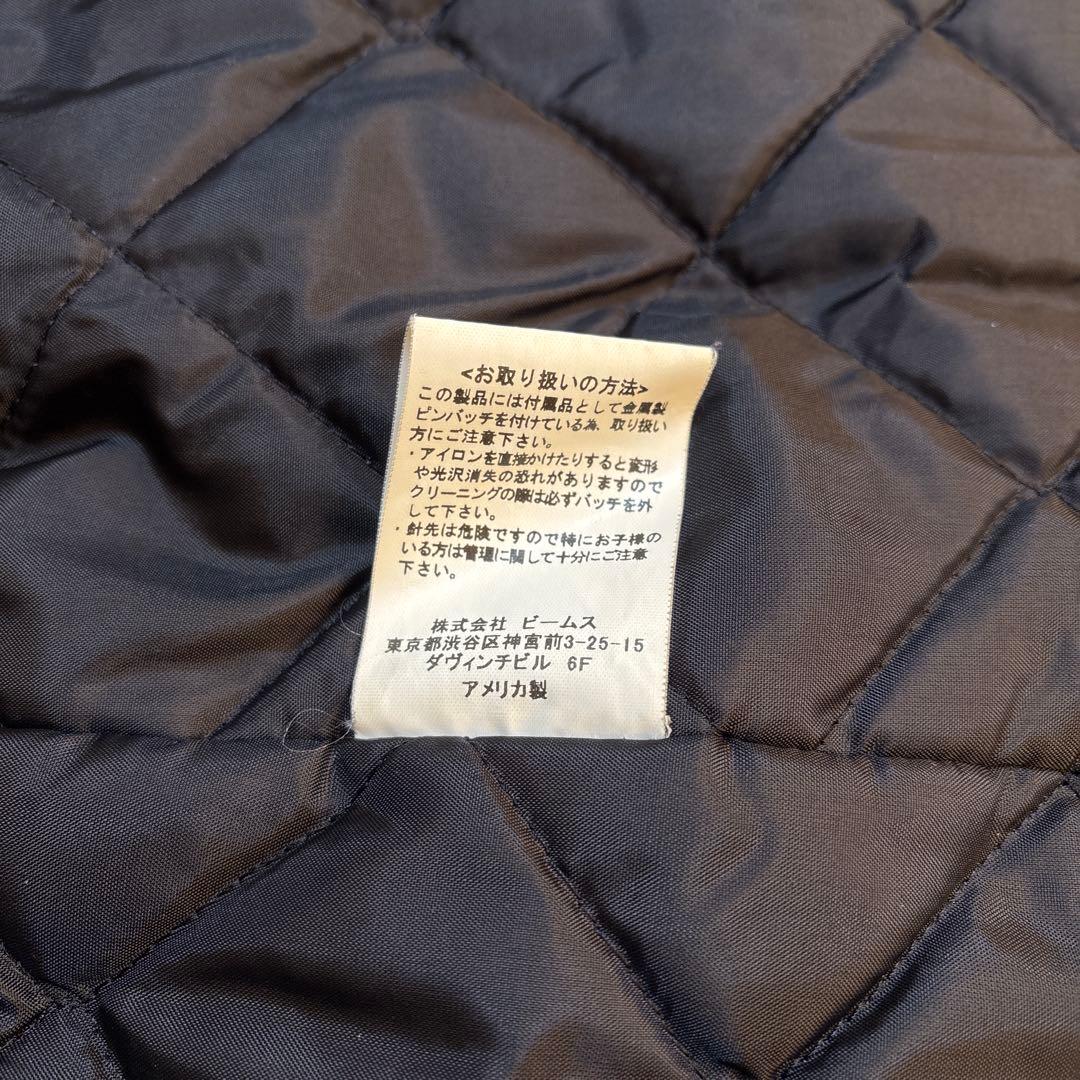 <お取り扱いの方法>
この製品には付属品として金属製
ピンバッチを付けている為、取り扱い
方にご注意下さい。
・アイロンを直接かけたりすると変形
や光沢消失の恐れがありますので
クリーニングの際は必ずバッチを外
して下さい。
・針先は危険ですので特にお子様の
いる方は管理に関して十分にご注意
下さい。
株式会社 ビームス
東京都渋谷区神宮前3-25-15
ダヴィンチビル 6F
アメリカ製